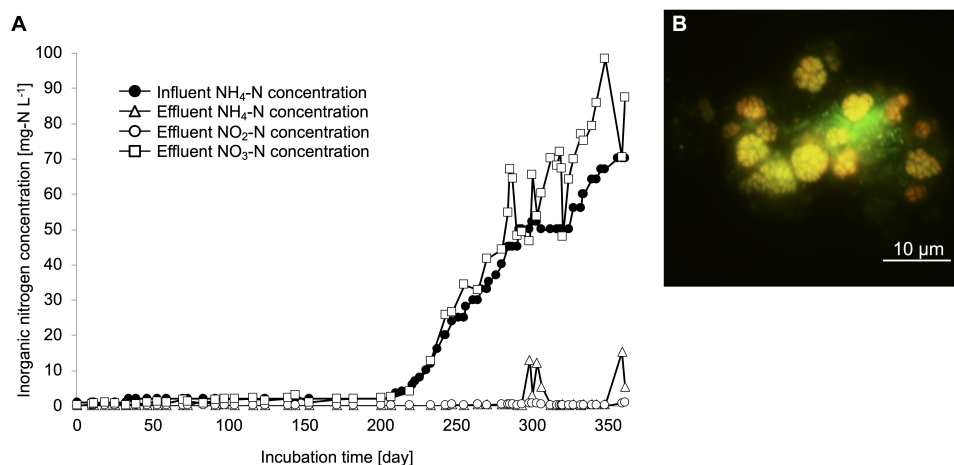 A
B
Inorganic nitrogen concentration [mg-N L-1]
100
90
80
70
60
50
40
30
20
10
0
Influent NH4-N concentration
Effluent NH4-N concentration
Effluent NO2-N concentration
Effluent NO3-N concentration
0 50 100 150 200 250 300 350
Incubation time [day]
10 μm